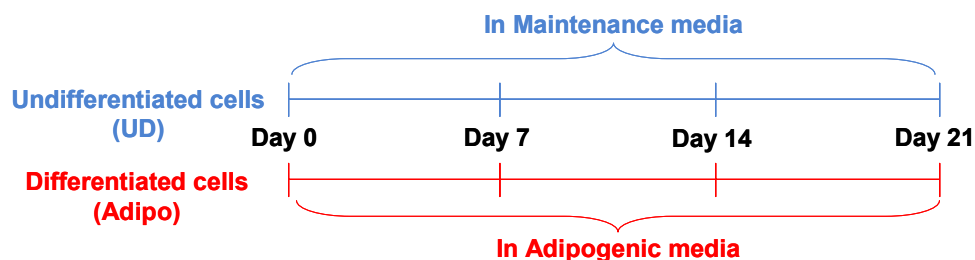 In Maintenance media
Undifferentiated cells
(UD)
Day 0 Day 7 Day 14 Day 21
Differentiated cells
(Adipo)
In Adipogenic media